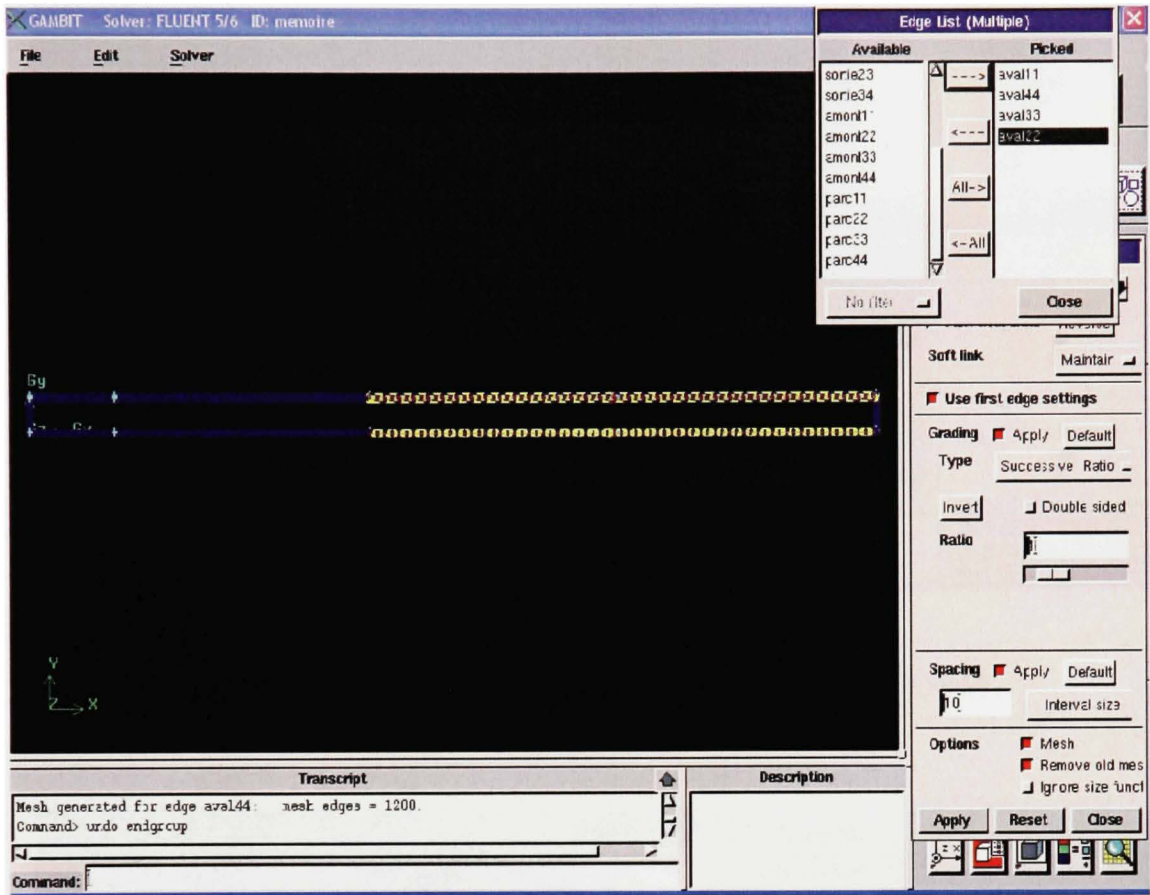 GAMBIT Solver: FLUENT 5/6 ID: memoire
File Edit Solver
Edge List (Multiple)
Available Picked
sorie23
sorie34
amont11
amont22
amont33
amont44
parc11
parc22
parc33
parc44
--->
<---
All->
<-All
aval11
aval44
aval33
aval22
No filter
Close
Soft link Maintain
Use first edge settings
Grading Apply Default
Type Successive Ratio
Invert Double sided
Ratio
Spacing Apply Default
10 Interval size
Options Mesh
Remove old mes
Ignore size funct
Apply Reset Close
Gy
Y
Z X
Transcript
Mesh generated for edge aval44: mesh edges = 1200.
Command> undo endgroup
Description
Command: